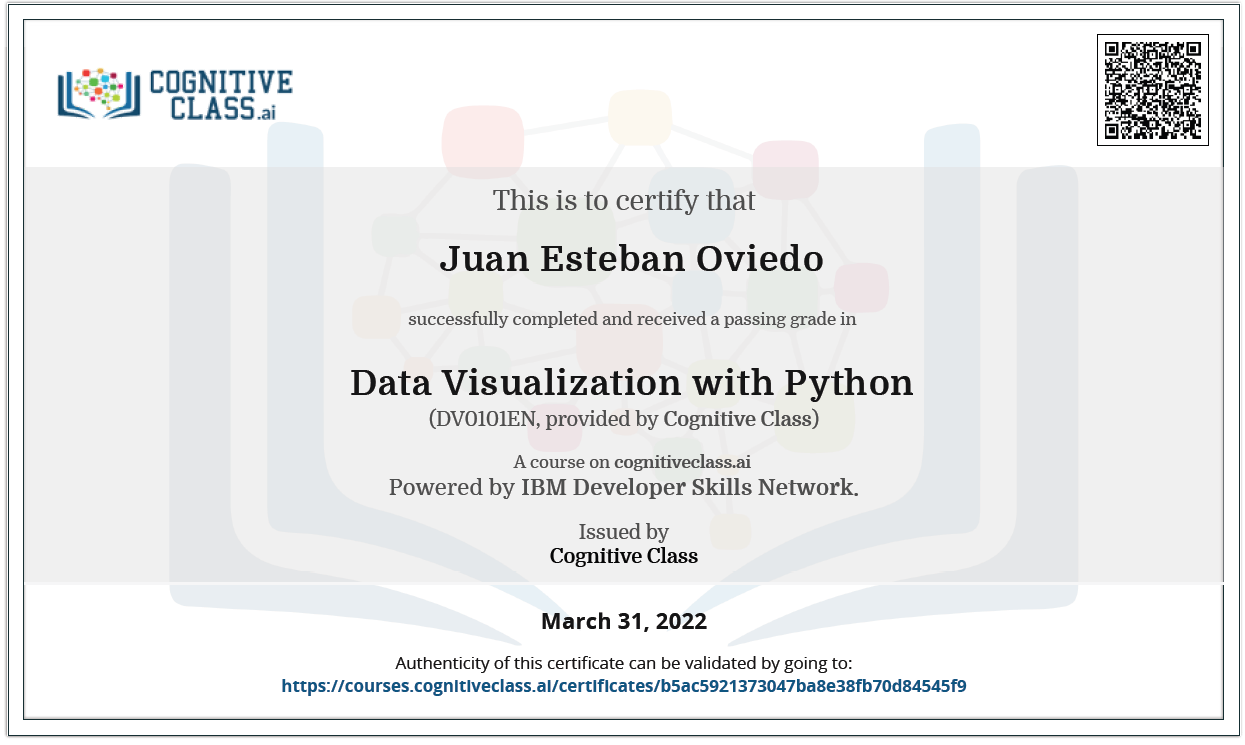 COGNITIVE
CLASS.ai
This is to certify that
Juan Esteban Oviedo
successfully completed and received a passing grade in
Data Visualization with Python
(DV0101EN, provided by Cognitive Class)
A course on cognitiveclass.ai
Powered by IBM Developer Skills Network.
Issued by
Cognitive Class
March 31, 2022
Authenticity of this certificate can be validated by going to:
https://courses.cognitiveclass.ai/certificates/b5ac5921373047ba8e38fb70d84545f9